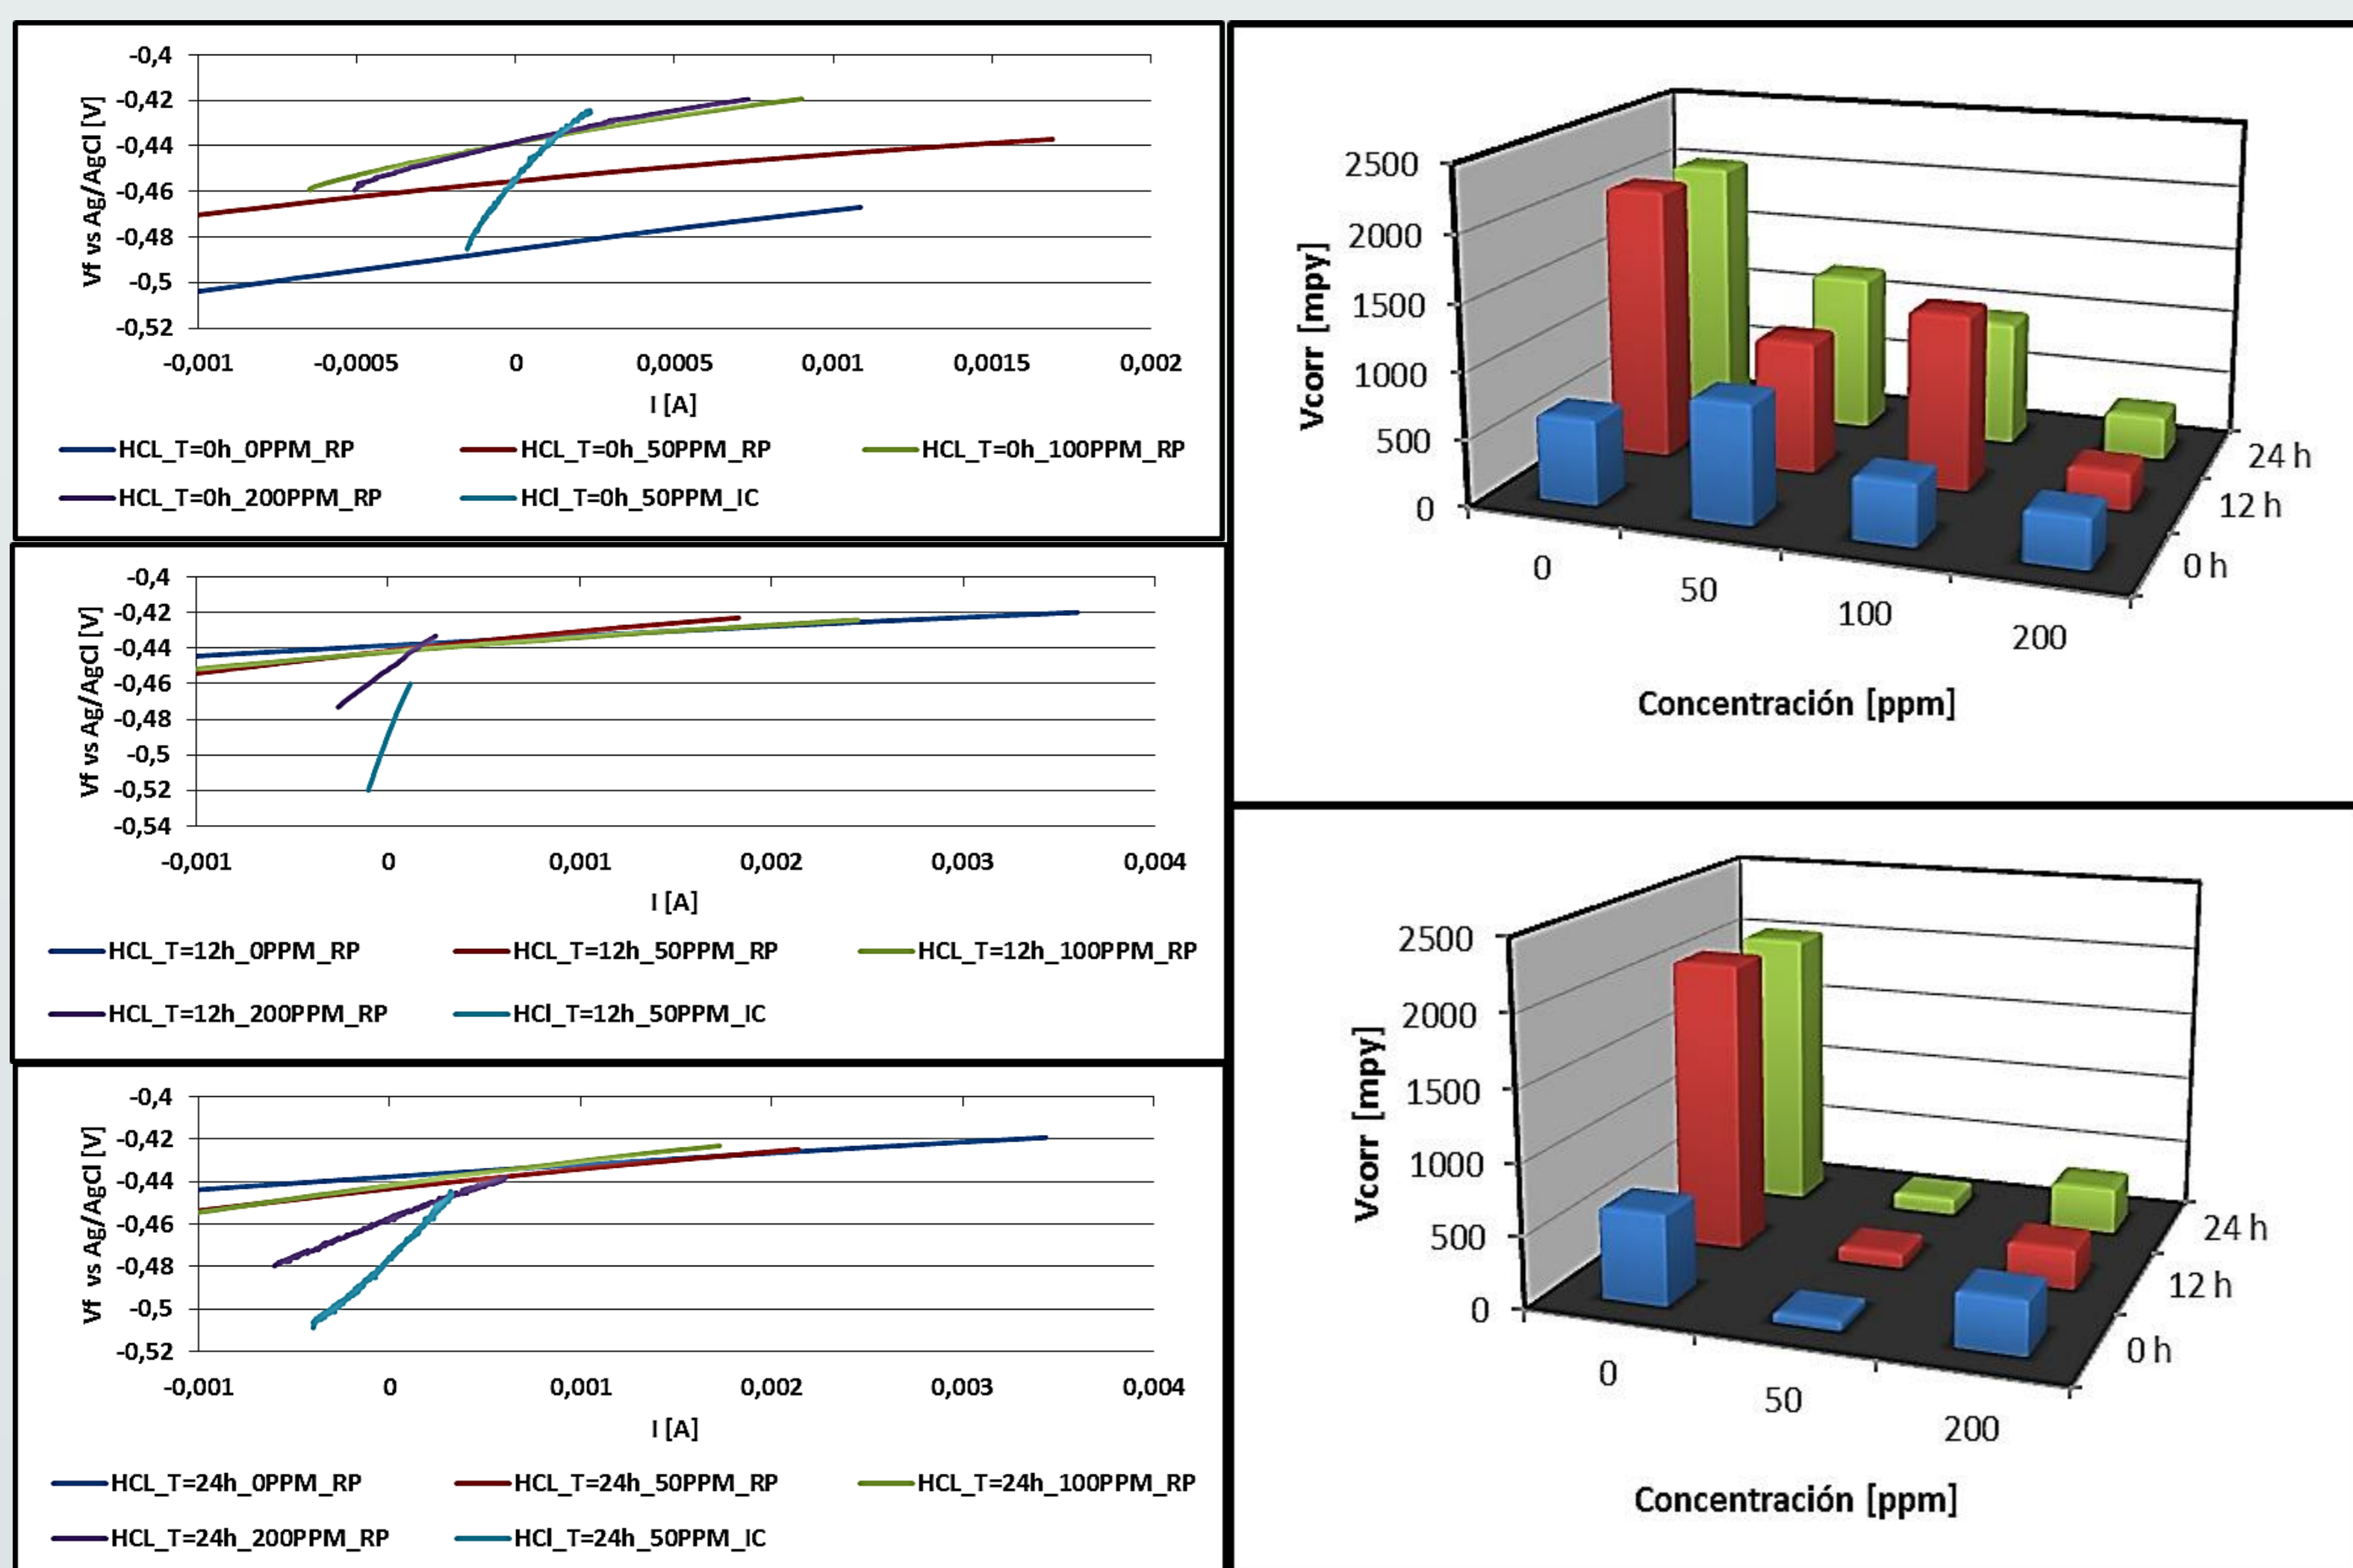 -0,4
-0,42
-0,44
-0,46
-0,48
-0,5
-0,52
Vf vs Ag/AgCl [V]
-0,001 -0,0005 0 0,0005 0,001 0,0015 0,002
I [A]
HCL_T=0h_0PPM_RP HCL_T=0h_50PPM_RP HCL_T=0h_100PPM_RP
HCL_T=0h_200PPM_RP HCl_T=0h_50PPM_IC
-0,4
-0,42
-0,44
-0,46
-0,48
-0,5
-0,52
-0,54
Vf vs Ag/AgCl [V]
-0,001 0 0,001 0,002 0,003 0,004
I [A]
HCL_T=12h_0PPM_RP HCL_T=12h_50PPM_RP HCL_T=12h_100PPM_RP
HCL_T=12h_200PPM_RP HCl_T=12h_50PPM_IC
-0,4
-0,42
-0,44
-0,46
-0,48
-0,5
-0,52
Vf vs Ag/AgCl [V]
-0,001 0 0,001 0,002 0,003 0,004
I [A]
HCL_T=24h_0PPM_RP HCL_T=24h_50PPM_RP HCL_T=24h_100PPM_RP
HCL_T=24h_200PPM_RP HCl_T=24h_50PPM_IC
2500
2000
1500
1000
500
0
Vcorr [mpy]
24 h
12 h
0 h
0
50
100
200
Concentración [ppm]
2500
2000
1500
1000
500
0
Vcorr [mpy]
24 h
12 h
0 h
0
50
200
Concentración [ppm]